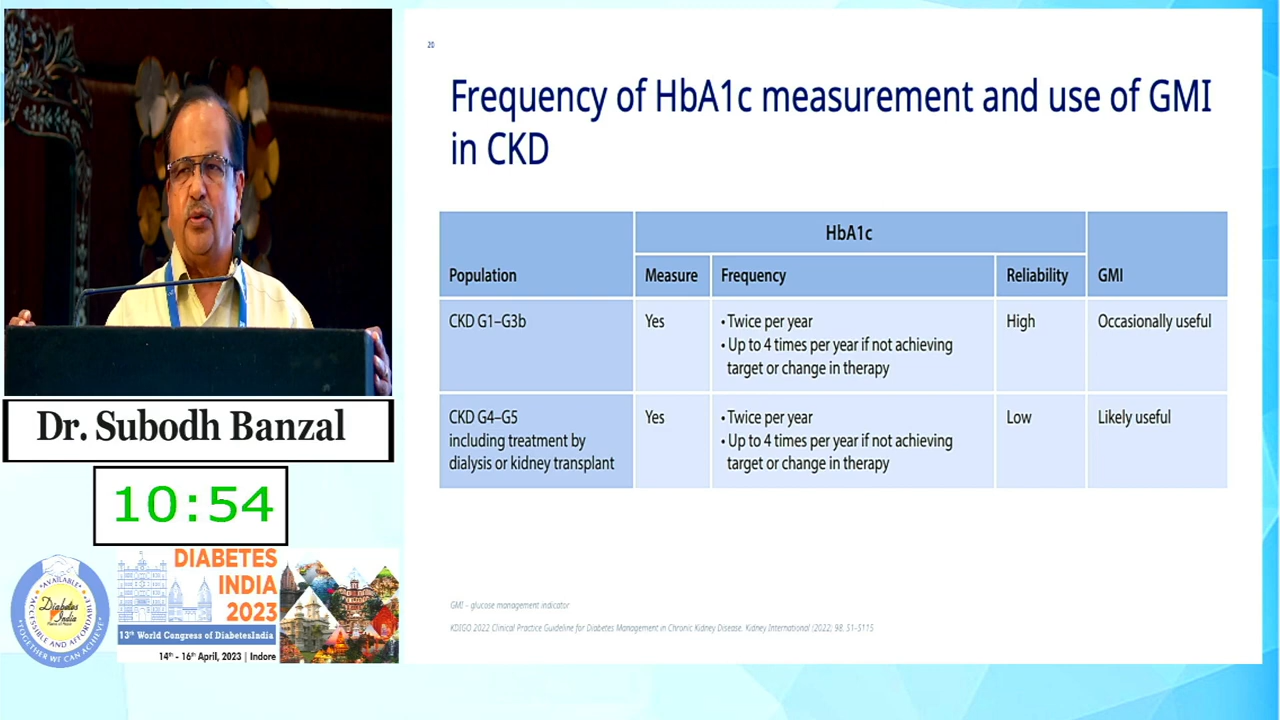 20
Frequency of HbA1c measurement and use of GMI
in CKD
HbA1c
Population
Measure
Frequency
Reliability
GMI
CKD G1–G3b
Yes
• Twice per year
• Up to 4 times per year if not achieving
target or change in therapy
High
Occasionally useful
CKD G4–G5
including treatment by
dialysis or kidney transplant
Yes
• Twice per year
• Up to 4 times per year if not achieving
target or change in therapy
Low
Likely useful
GMI – glucose management indicator
KDIGO 2022 Clinical Practice Guideline for Diabetes Management in Chronic Kidney Disease. Kidney International (2022; 98, S1–S115
Dr. Subodh Banzal
10:54
AVAILABLE
ACCESSIBLE AND AFFORDABLE
Diabetes
India
TOGETHER WE CAN ACHIEVE
DIABETES
INDIA
2023
13th World Congress of DiabetesIndia
14th - 16th April, 2023 | Indore